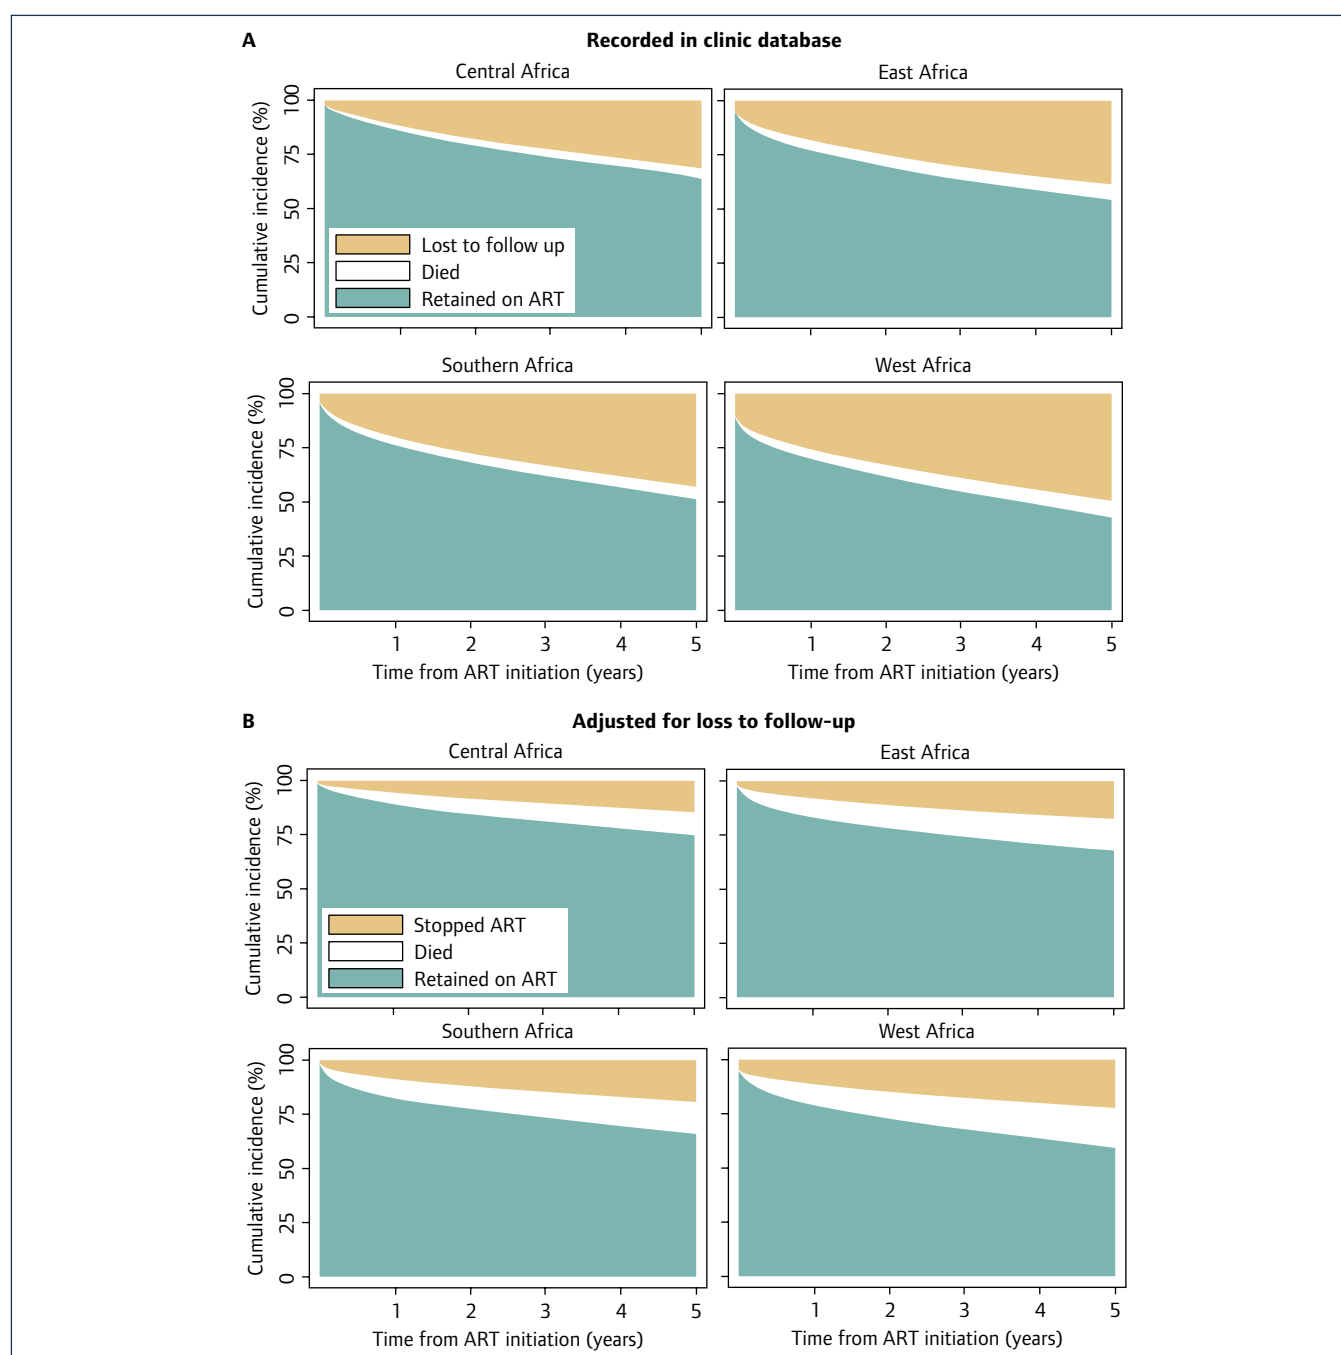 A Recorded in clinic database
Central Africa East Africa
Cumulative incidence (%)
100
75
50
25
0
Lost to follow up
Died
Retained on ART
Southern Africa West Africa
Cumulative incidence (%)
100
75
50
25
0
1 2 3 4 5 1 2 3 4 5
Time from ART initiation (years) Time from ART initiation (years)
B Adjusted for loss to follow-up
Central Africa East Africa
Cumulative incidence (%)
100
75
50
25
0
Stopped ART
Died
Retained on ART
Southern Africa West Africa
Cumulative incidence (%)
100
75
50
25
0
1 2 3 4 5 1 2 3 4 5
Time from ART initiation (years) Time from ART initiation (years)